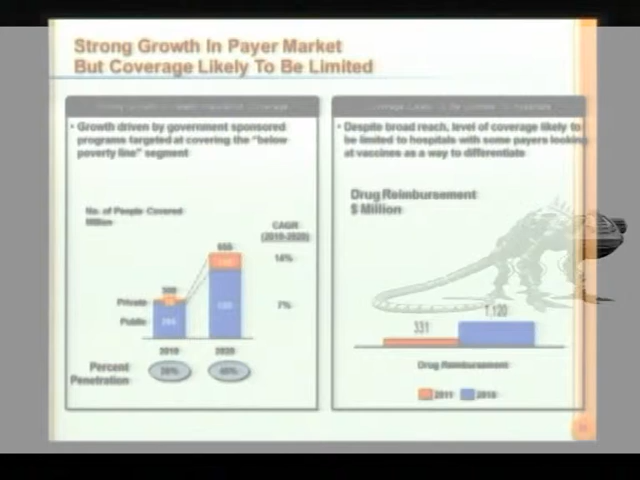 Strong Growth In Payer Market
But Coverage Likely To Be Limited
• Growth driven by government sponsored
programs targeted at covering the "below
poverty line" segment
No. of People Covered
Million
CAGR
(2010-2020)
14%
7%
300
Private
Public
2010
2020
Percent
Penetration
• Despite broad reach, level of coverage likely to
be limited to hospitals with some payers looking
at vaccines as a way to differentiate
Drug Reimbursement
$ Million
331
1,120
Drug Reimbursement
2011